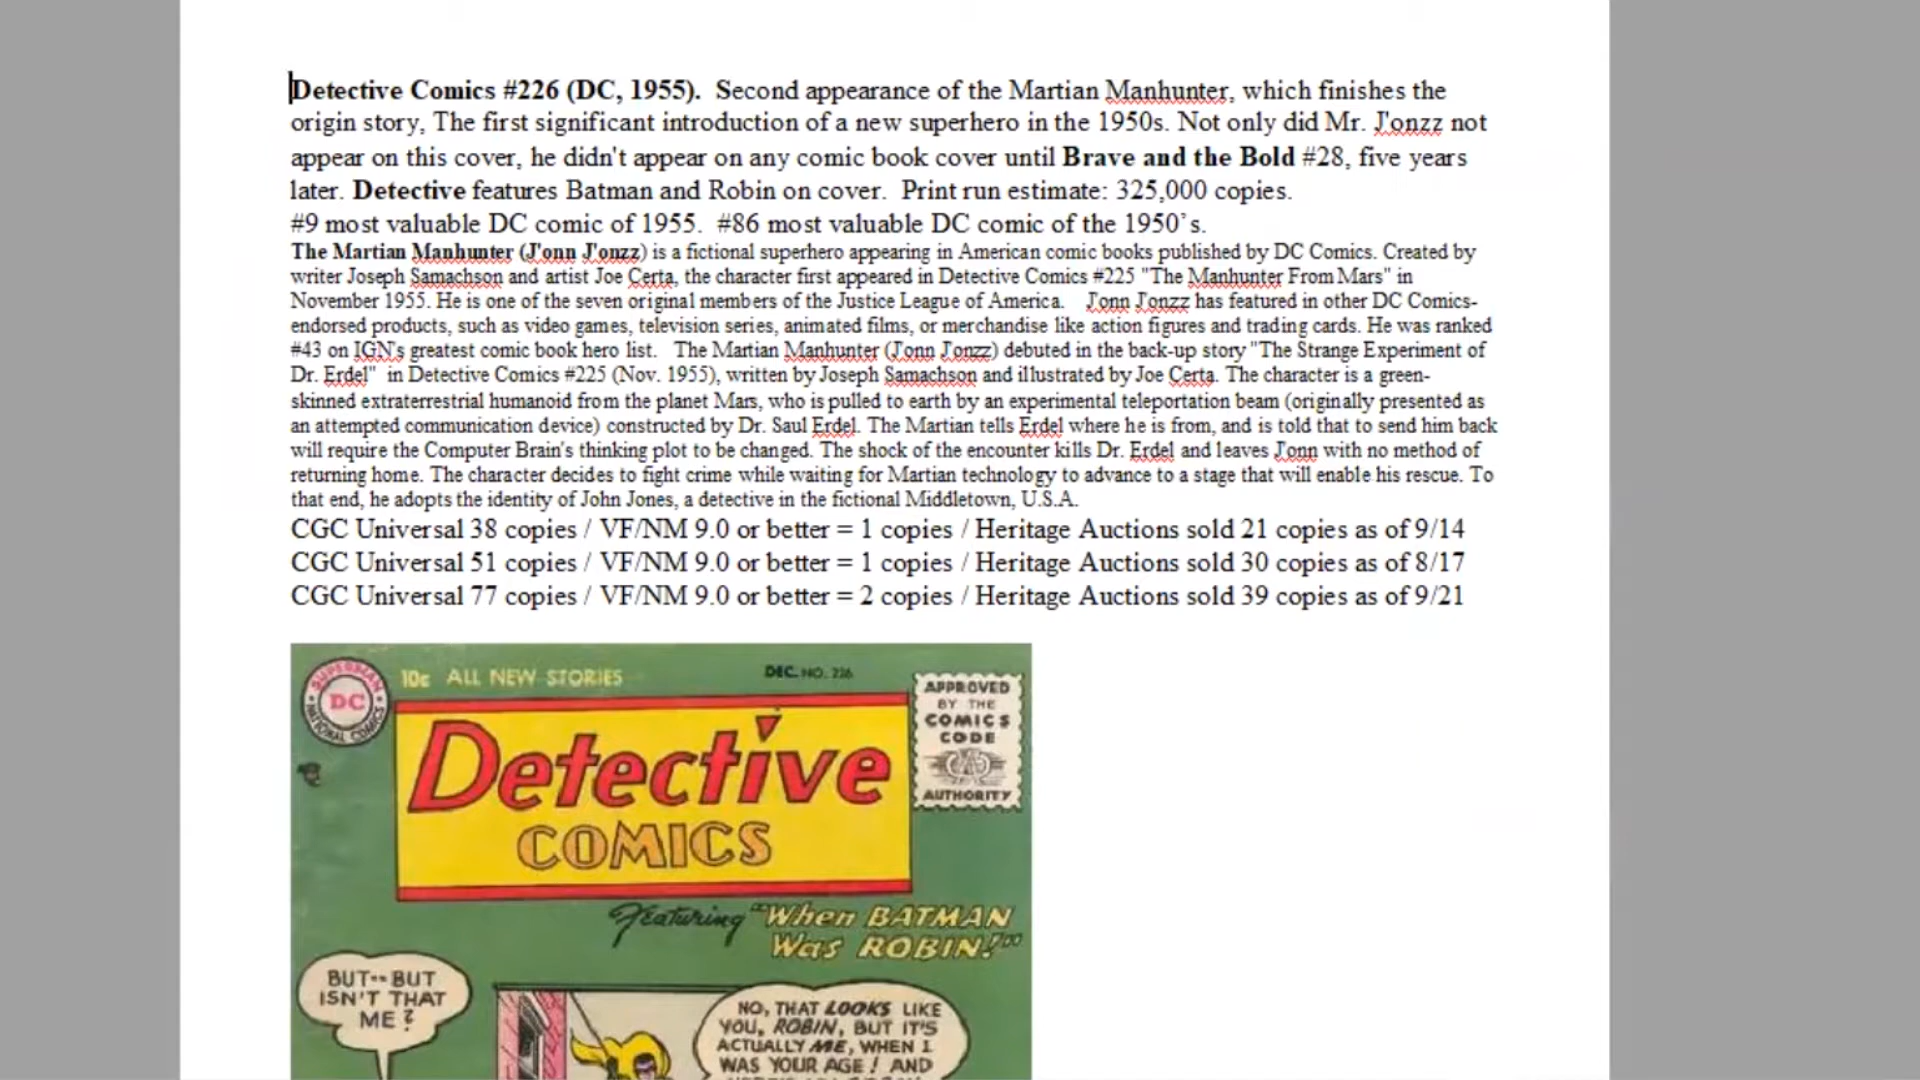 Detective Comics #226 (DC, 1955).  Second appearance of the Martian Manhunter, which finishes the
origin story, The first significant introduction of a new superhero in the 1950s. Not only did Mr. J'onzz not
appear on this cover, he didn't appear on any comic book cover until Brave and the Bold #28, five years
later. Detective features Batman and Robin on cover.  Print run estimate: 325,000 copies.
#9 most valuable DC comic of 1955.  #86 most valuable DC comic of the 1950's.
The Martian Manhunter (J'onn J'onzz) is a fictional superhero appearing in American comic books published by DC Comics. Created by
writer Joseph Samachson and artist Joe Certa, the character first appeared in Detective Comics #225 "The Manhunter From Mars" in
November 1955. He is one of the seven original members of the Justice League of America.   J'onn J'onzz has featured in other DC Comics-
endorsed products, such as video games, television series, animated films, or merchandise like action figures and trading cards. He was ranked
#43 on IGN's greatest comic book hero list.   The Martian Manhunter (J'onn J'onzz) debuted in the back-up story "The Strange Experiment of
Dr. Erdel"  in Detective Comics #225 (Nov. 1955), written by Joseph Samachson and illustrated by Joe Certa. The character is a green-
skinned extraterrestrial humanoid from the planet Mars, who is pulled to earth by an experimental teleportation beam (originally presented as
an attempted communication device) constructed by Dr. Saul Erdel. The Martian tells Erdel where he is from, and is told that to send him back
will require the Computer Brain's thinking plot to be changed. The shock of the encounter kills Dr. Erdel and leaves J'onn with no method of
returning home. The character decides to fight crime while waiting for Martian technology to advance to a stage that will enable his rescue. To
that end, he adopts the identity of John Jones, a detective in the fictional Middletown, U.S.A.
CGC Universal 38 copies / VF/NM 9.0 or better = 1 copies / Heritage Auctions sold 21 copies as of 9/14
CGC Universal 51 copies / VF/NM 9.0 or better = 1 copies / Heritage Auctions sold 30 copies as of 8/17
CGC Universal 77 copies / VF/NM 9.0 or better = 2 copies / Heritage Auctions sold 39 copies as of 9/21
SUPERMAN
DC
NATIONAL COMICS
10¢ ALL NEW STORIES
DEC. NO. 226
APPROVED
BY THE
COMICS
CODE
AUTHORITY
Detective
COMICS
Featuring "When BATMAN
Was ROBIN!"
BUT--BUT
ISN'T THAT
ME?
NO, THAT LOOKS LIKE
YOU, ROBIN, BUT IT'S
ACTUALLY ME, WHEN I
WAS YOUR AGE! AND